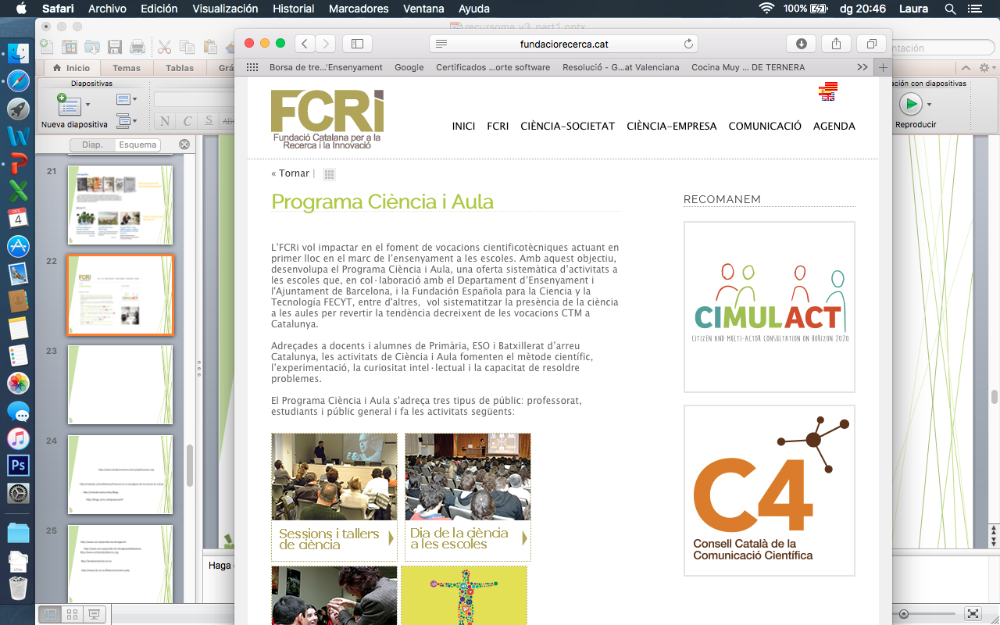 Safari Archivo Edición Visualización Historial Marcadores Ventana Ayuda 100% dg 20:46 Laura
recursoma v3_part1.pptx
Inicio Temas Tablas
Diapositivas
Nueva diapositiva
N C S ABC
Diap. Esquema
21
22
23
24
25
Reproducir
fundaciorecerca.cat
Borsa de tre...'Ensenyament Google Certificados ...orte software Resolució - G...at Valenciana Cocina Muy ... DE TERNERA
FCRi
Fundació Catalana per a la
Recerca i la Innovació
INICI FCRI CIÈNCIA-SOCIETAT CIÈNCIA-EMPRESA COMUNICACIÓ AGENDA
« Tornar |
Programa Ciència i Aula
L'FCRi vol impactar en el foment de vocacions cientificotècniques actuant en
primer lloc en el marc de l'ensenyament a les escoles. Amb aquest objectiu,
desenvolupa el Programa Ciència i Aula, una oferta sistemàtica d'activitats a
les escoles que, en col·laboració amb el Departament d'Ensenyament i
l'Ajuntament de Barcelona, i la Fundación Española para la Ciencia y la
Tecnología FECYT, entre d'altres,  vol sistematitzar la presència de la ciència
a les aules per revertir la tendència decreixent de les vocacions CTM a
Catalunya.
Adreçades a docents i alumnes de Primària, ESO i Batxillerat d'arreu
Catalunya, les activitats de Ciència i Aula fomenten el mètode científic,
l'experimentació, la curiositat intel·lectual i la capacitat de resoldre
problemes.
El Programa Ciència i Aula s'adreça tres tipus de públic: professorat,
estudiants i públic general i fa les activitats següents:
Sessions i tallers
de ciència
Dia de la ciència
a les escoles
RECOMANEM
CIMULACT
CITIZEN AND MULTI-ACTOR CONSULTATION ON HORIZON 2020
C4
Consell Català de la
Comunicació Científica
DES
4
Ps
HTML
Haga